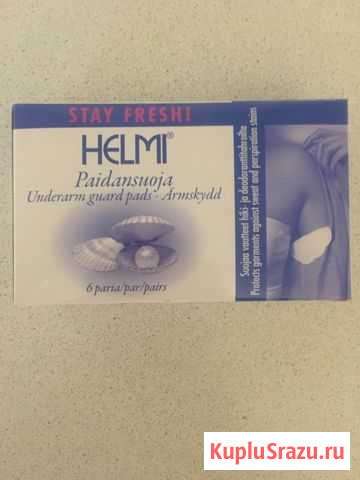 STAY FRESH!
HELMI®
Paidansuoja
Underarm guard pads - Armskydd
6 paria/par/pairs
Suojaa vaatteet hiki- ja deodoranttitahroilta
Protects garments against sweat and perspiration stains
KupluSrazu.ru